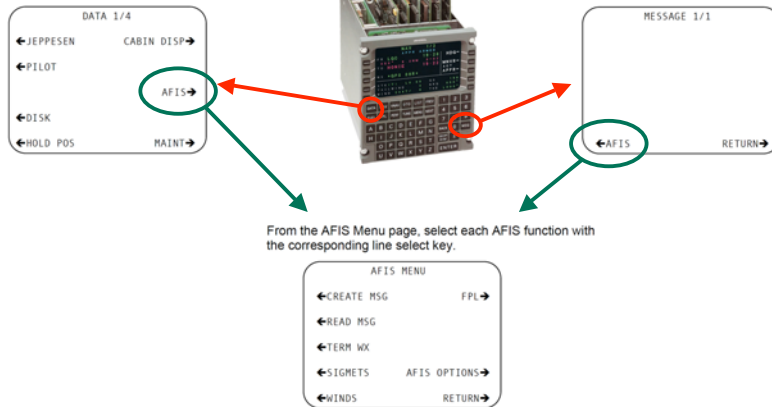 DATA 1/4
←JEPPESEN CABIN DISP→
←PILOT
AFIS→
←DISK
←HOLD POS MAINT→
MESSAGE 1/1
←AFIS RETURN→
From the AFIS Menu page, select each AFIS function with
the corresponding line select key.
AFIS MENU
←CREATE MSG FPL→
←READ MSG
←TERM WX
←SIGMETS AFIS OPTIONS→
←WINDS RETURN→